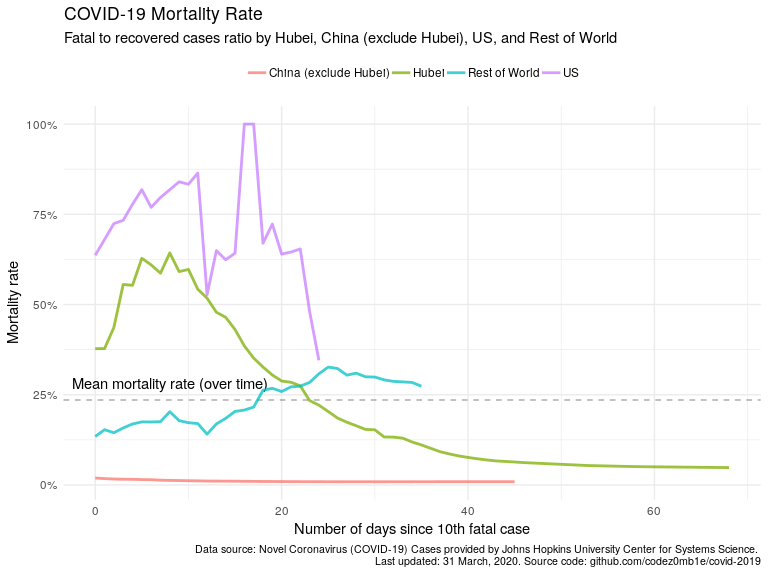 COVID-19 Mortality Rate
Fatal to recovered cases ratio by Hubei, China (exclude Hubei), US, and Rest of World
China (exclude Hubei) Hubei Rest of World US
100%
75%
50%
25%
0%
Mortality rate
Mean mortality rate (over time)
0 20 40 60
Number of days since 10th fatal case
Data source: Novel Coronavirus (COVID-19) Cases provided by Johns Hopkins University Center for Systems Science.
Last updated: 31 March, 2020. Source code: github.com/codez0mb1e/covid-2019